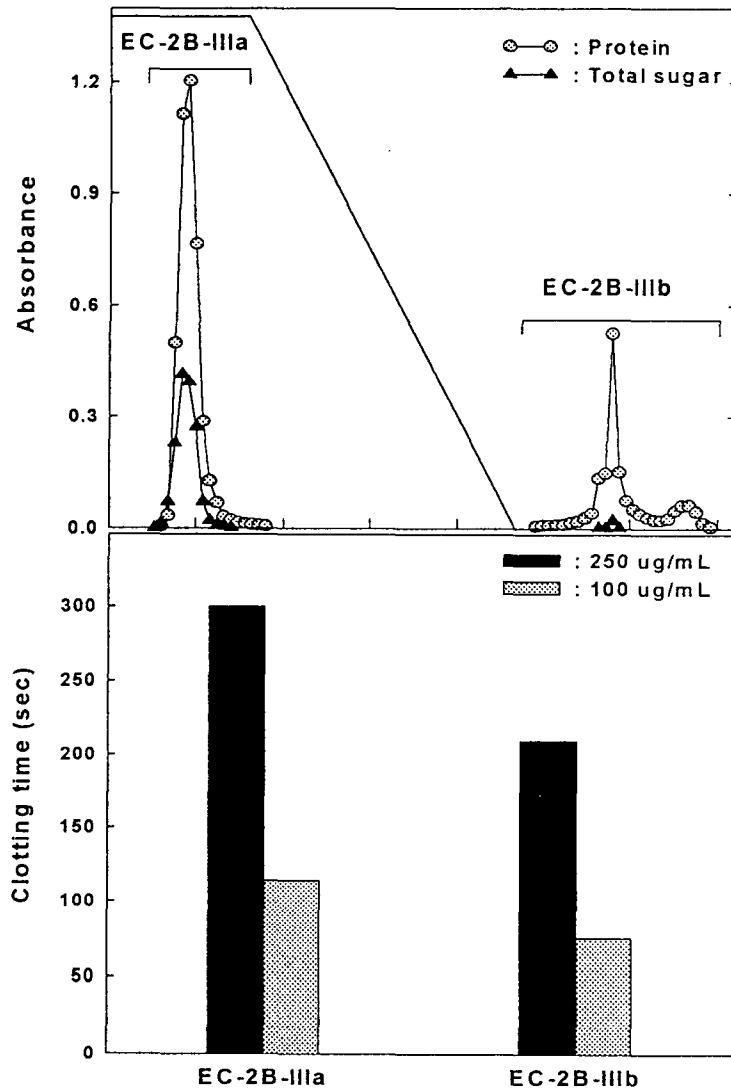 EC-2B-IIIa
: Protein
: Total sugar
1.2
0.9
0.6
0.3
0.0
Absorbance
EC-2B-IIIb
: 250 ug/mL
: 100 ug/mL
300
250
200
150
100
50
0
Clotting time (sec)
EC-2B-IIIa
EC-2B-IIIb